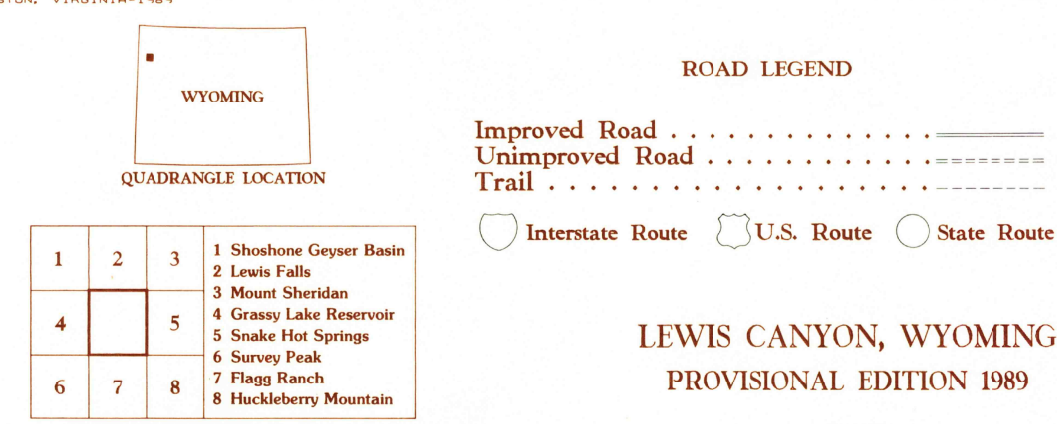 VIRGINIA-1989
WYOMING
QUADRANGLE LOCATION
1 2 3
4 5
6 7 8
1 Shoshone Geyser Basin
2 Lewis Falls
3 Mount Sheridan
4 Grassy Lake Reservoir
5 Snake Hot Springs
6 Survey Peak
7 Flagg Ranch
8 Huckleberry Mountain
ROAD LEGEND
Improved Road
Unimproved Road
Trail
Interstate Route U.S. Route State Route
LEWIS CANYON, WYOMING
PROVISIONAL EDITION 1989